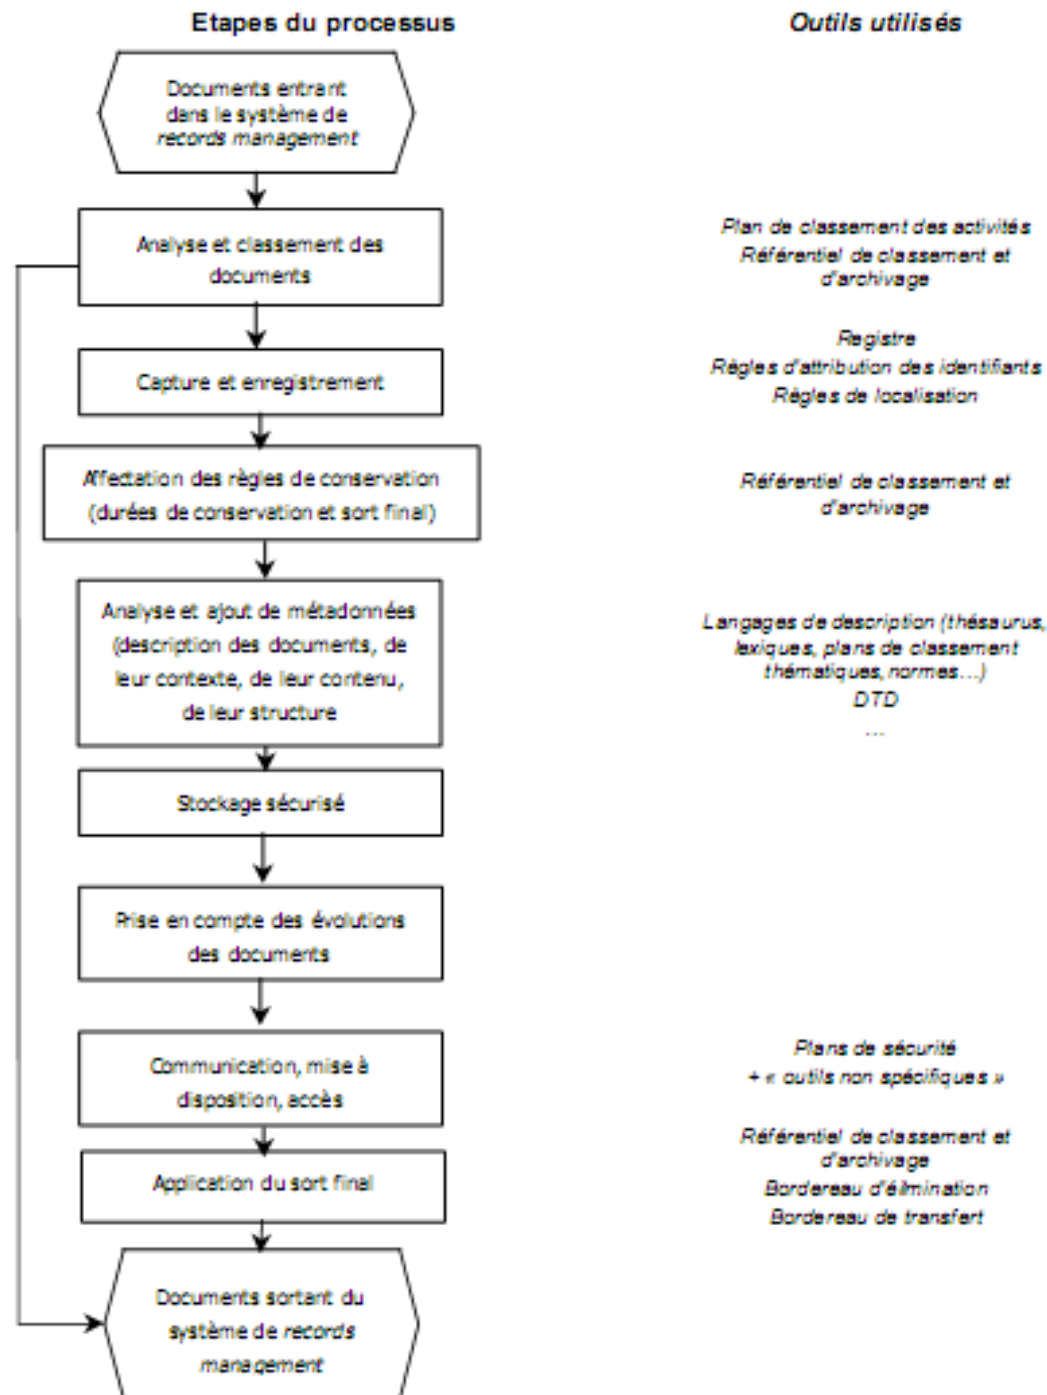 Etapes du processus
Outils utilisés
Documents entrant
dans le système de
records management
Analyse et classement des
documents
Plan de classement des activités
Référentiel de classement et
d'archivage
Capture et enregistrement
Registre
Règles d'attribution des identifiants
Règles de localisation
Affectation des règles de conservation
(durées de conservation et sort final)
Référentiel de classement et
d'archivage
Analyse et ajout de métadonnées
(description des documents, de
leur contexte, de leur contenu,
de leur structure
Langages de description (thésaurus,
lexiques, plans de classement
thématiques, normes...)
DTD
...
Stockage sécurisé
Prise en compte des évolutions
des documents
Communication, mise à
disposition, accès
Plans de sécurité
+ « outils non spécifiques »
Application du sort final
Référentiel de classement et
d'archivage
Bordereau d'élimination
Bordereau de transfert
Documents sortant du
système de records
management